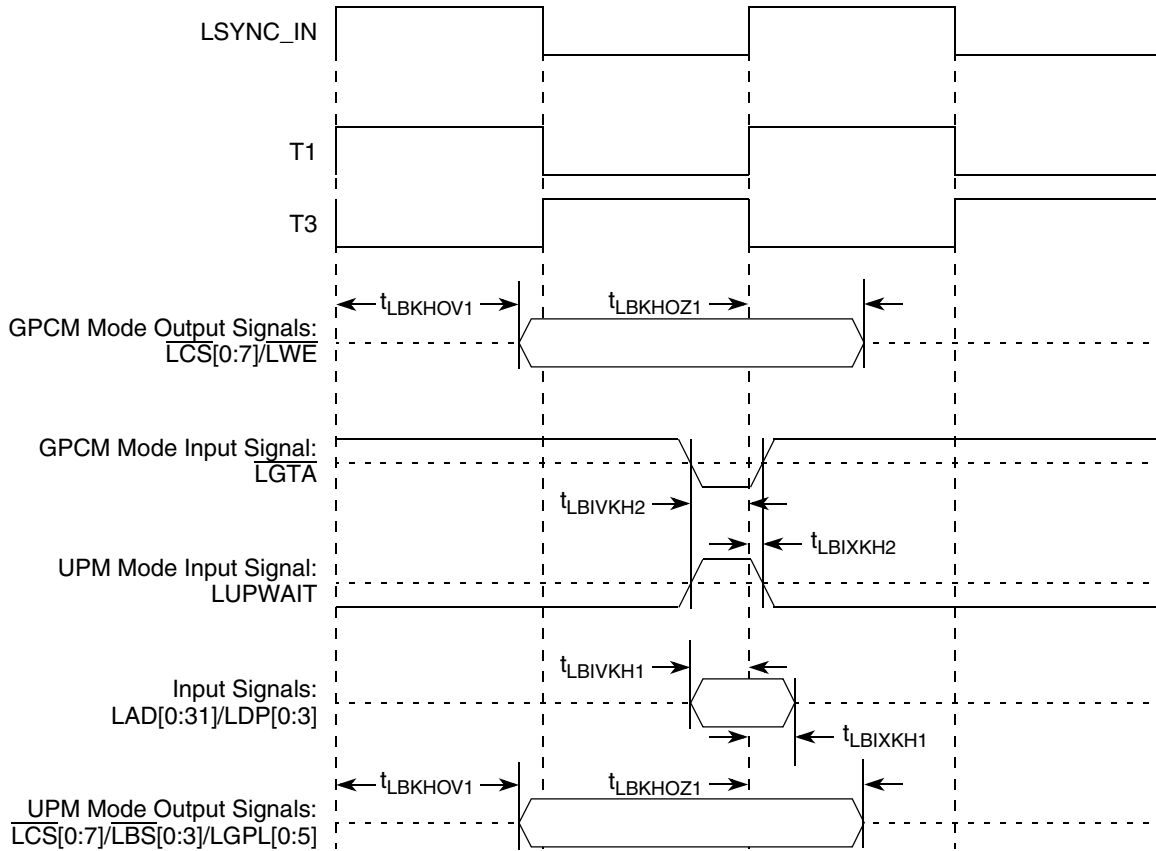 LSYNC_IN
T1
T3
tLBKHOV1
tLBKHOZ1
GPCM Mode Output Signals:
LCS[0:7]/LWE
GPCM Mode Input Signal:
LGTA
tLBIVKH2
tLBIXKH2
UPM Mode Input Signal:
LUPWAIT
tLBIVKH1
Input Signals:
LAD[0:31]/LDP[0:3]
tLBIXKH1
tLBKHOV1
tLBKHOZ1
UPM Mode Output Signals:
LCS[0:7]/LBS[0:3]/LGPL[0:5]